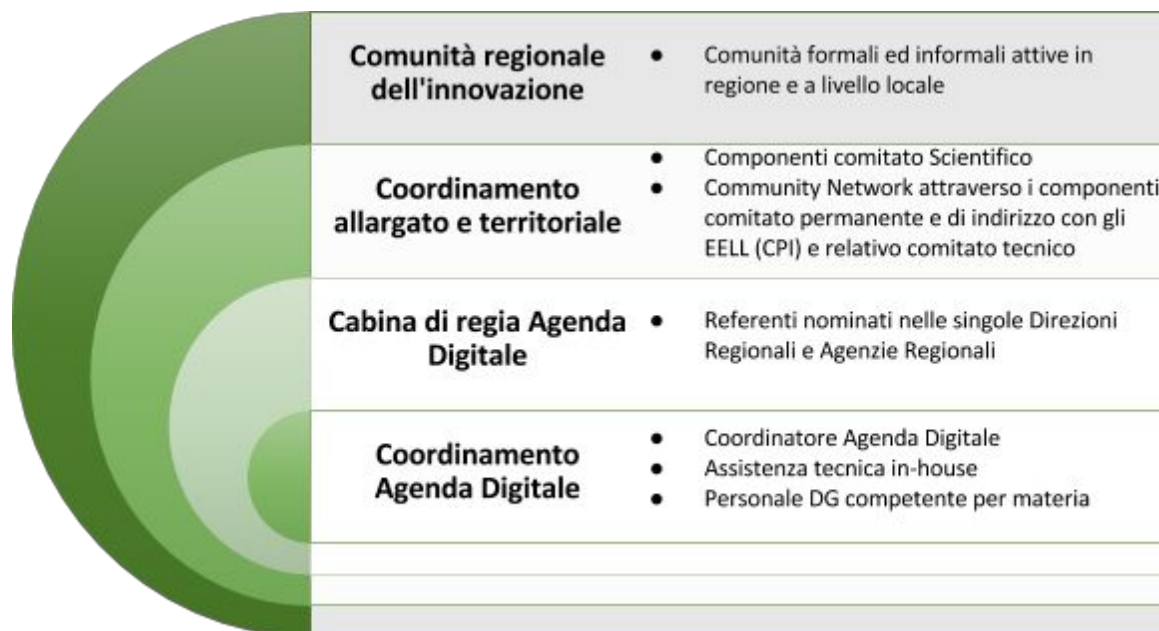 Comunità regionale
dell'innovazione
● Comunità formali ed informali attive in
regione e a livello locale
Coordinamento
allargato e territoriale
● Componenti comitato Scientifico
● Community Network attraverso i componenti
comitato permanente e di indirizzo con gli
EELL (CPI) e relativo comitato tecnico
Cabina di regia Agenda
Digitale
● Referenti nominati nelle singole Direzioni
Regionali e Agenzie Regionali
Coordinamento
Agenda Digitale
● Coordinatore Agenda Digitale
● Assistenza tecnica in-house
● Personale DG competente per materia